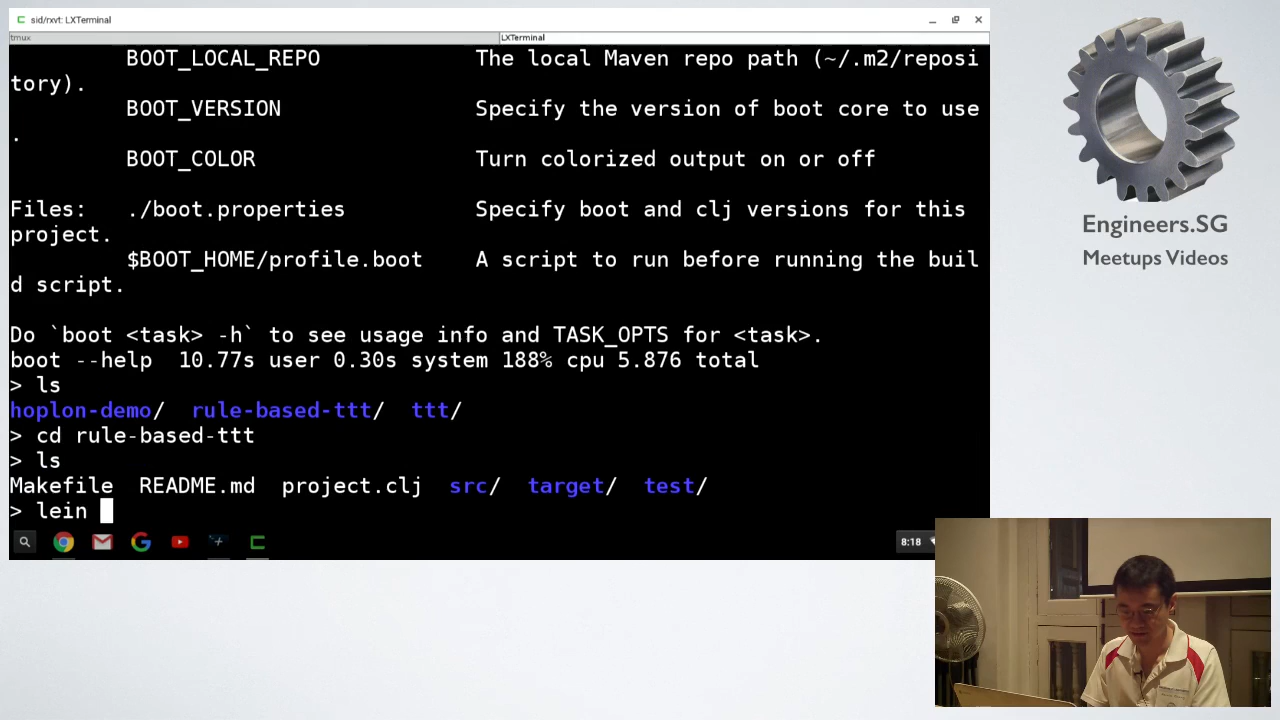 sid/rxvt: LXTerminal
tmux
LXTerminal
BOOT_LOCAL_REPO The local Maven repo path (~/.m2/reposi
tory).
BOOT_VERSION Specify the version of boot core to use
.
BOOT_COLOR Turn colorized output on or off
Files: ./boot.properties Specify boot and clj versions for this
project.
$BOOT_HOME/profile.boot A script to run before running the buil
d script.
Do `boot <task> -h` to see usage info and TASK_OPTS for <task>.
boot --help 10.77s user 0.30s system 188% cpu 5.876 total
> ls
hoplon-demo/ rule-based-ttt/ ttt/
> cd rule-based-ttt
> ls
Makefile README.md project.clj src/ target/ test/
> lein
8:18
Engineers.SG
Meetups Videos